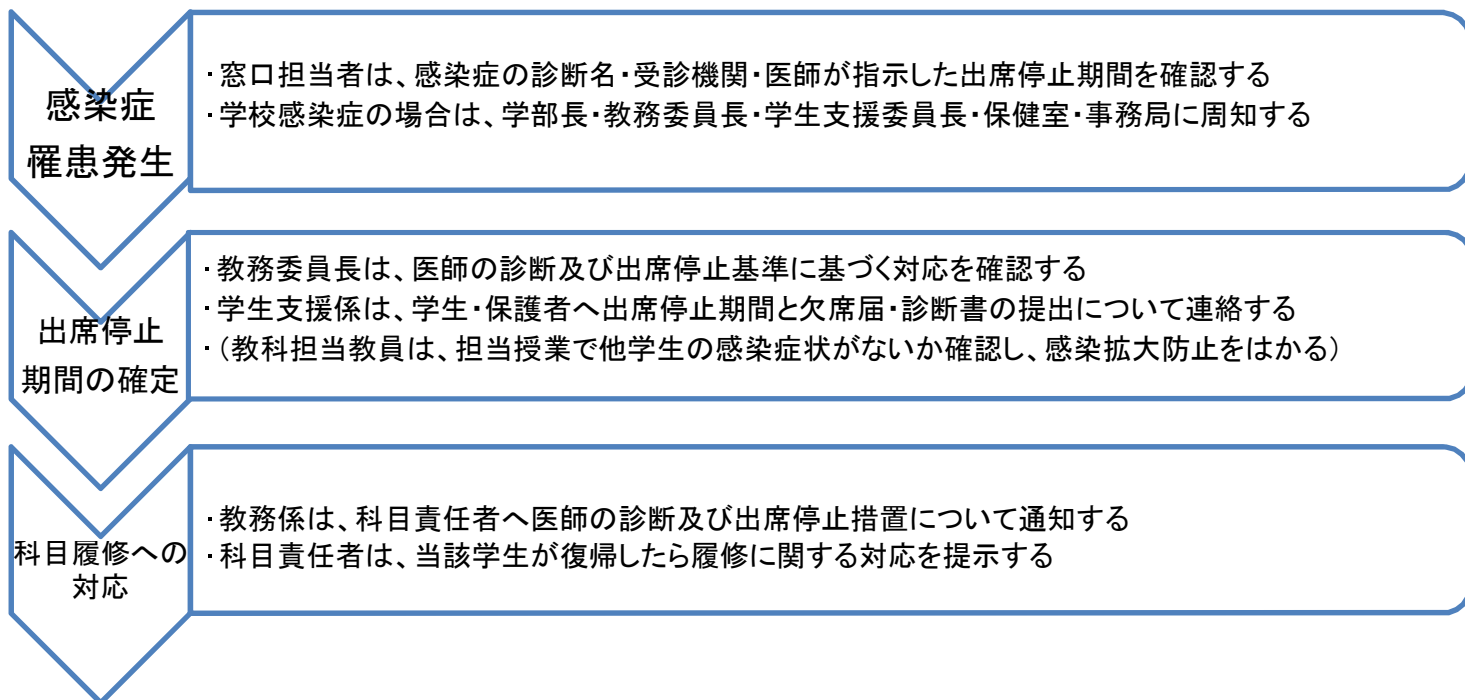 感染症
罹患発生
・窓口担当者は、感染症の診断名・受診機関・医師が指示した出席停止期間を確認する
・学校感染症の場合は、学部長・教務委員長・学生支援委員長・保健室・事務局に周知する
出席停止
期間の確定
・教務委員長は、医師の診断及び出席停止基準に基づく対応を確認する
・学生支援係は、学生・保護者へ出席停止期間と欠席届・診断書の提出について連絡する
・（教科担当教員は、担当授業で他学生の感染症状がないか確認し、感染拡大防止をはかる）
科目履修への
対応
・教務係は、科目責任者へ医師の診断及び出席停止措置について通知する
・科目責任者は、当該学生が復帰したら履修に関する対応を提示する